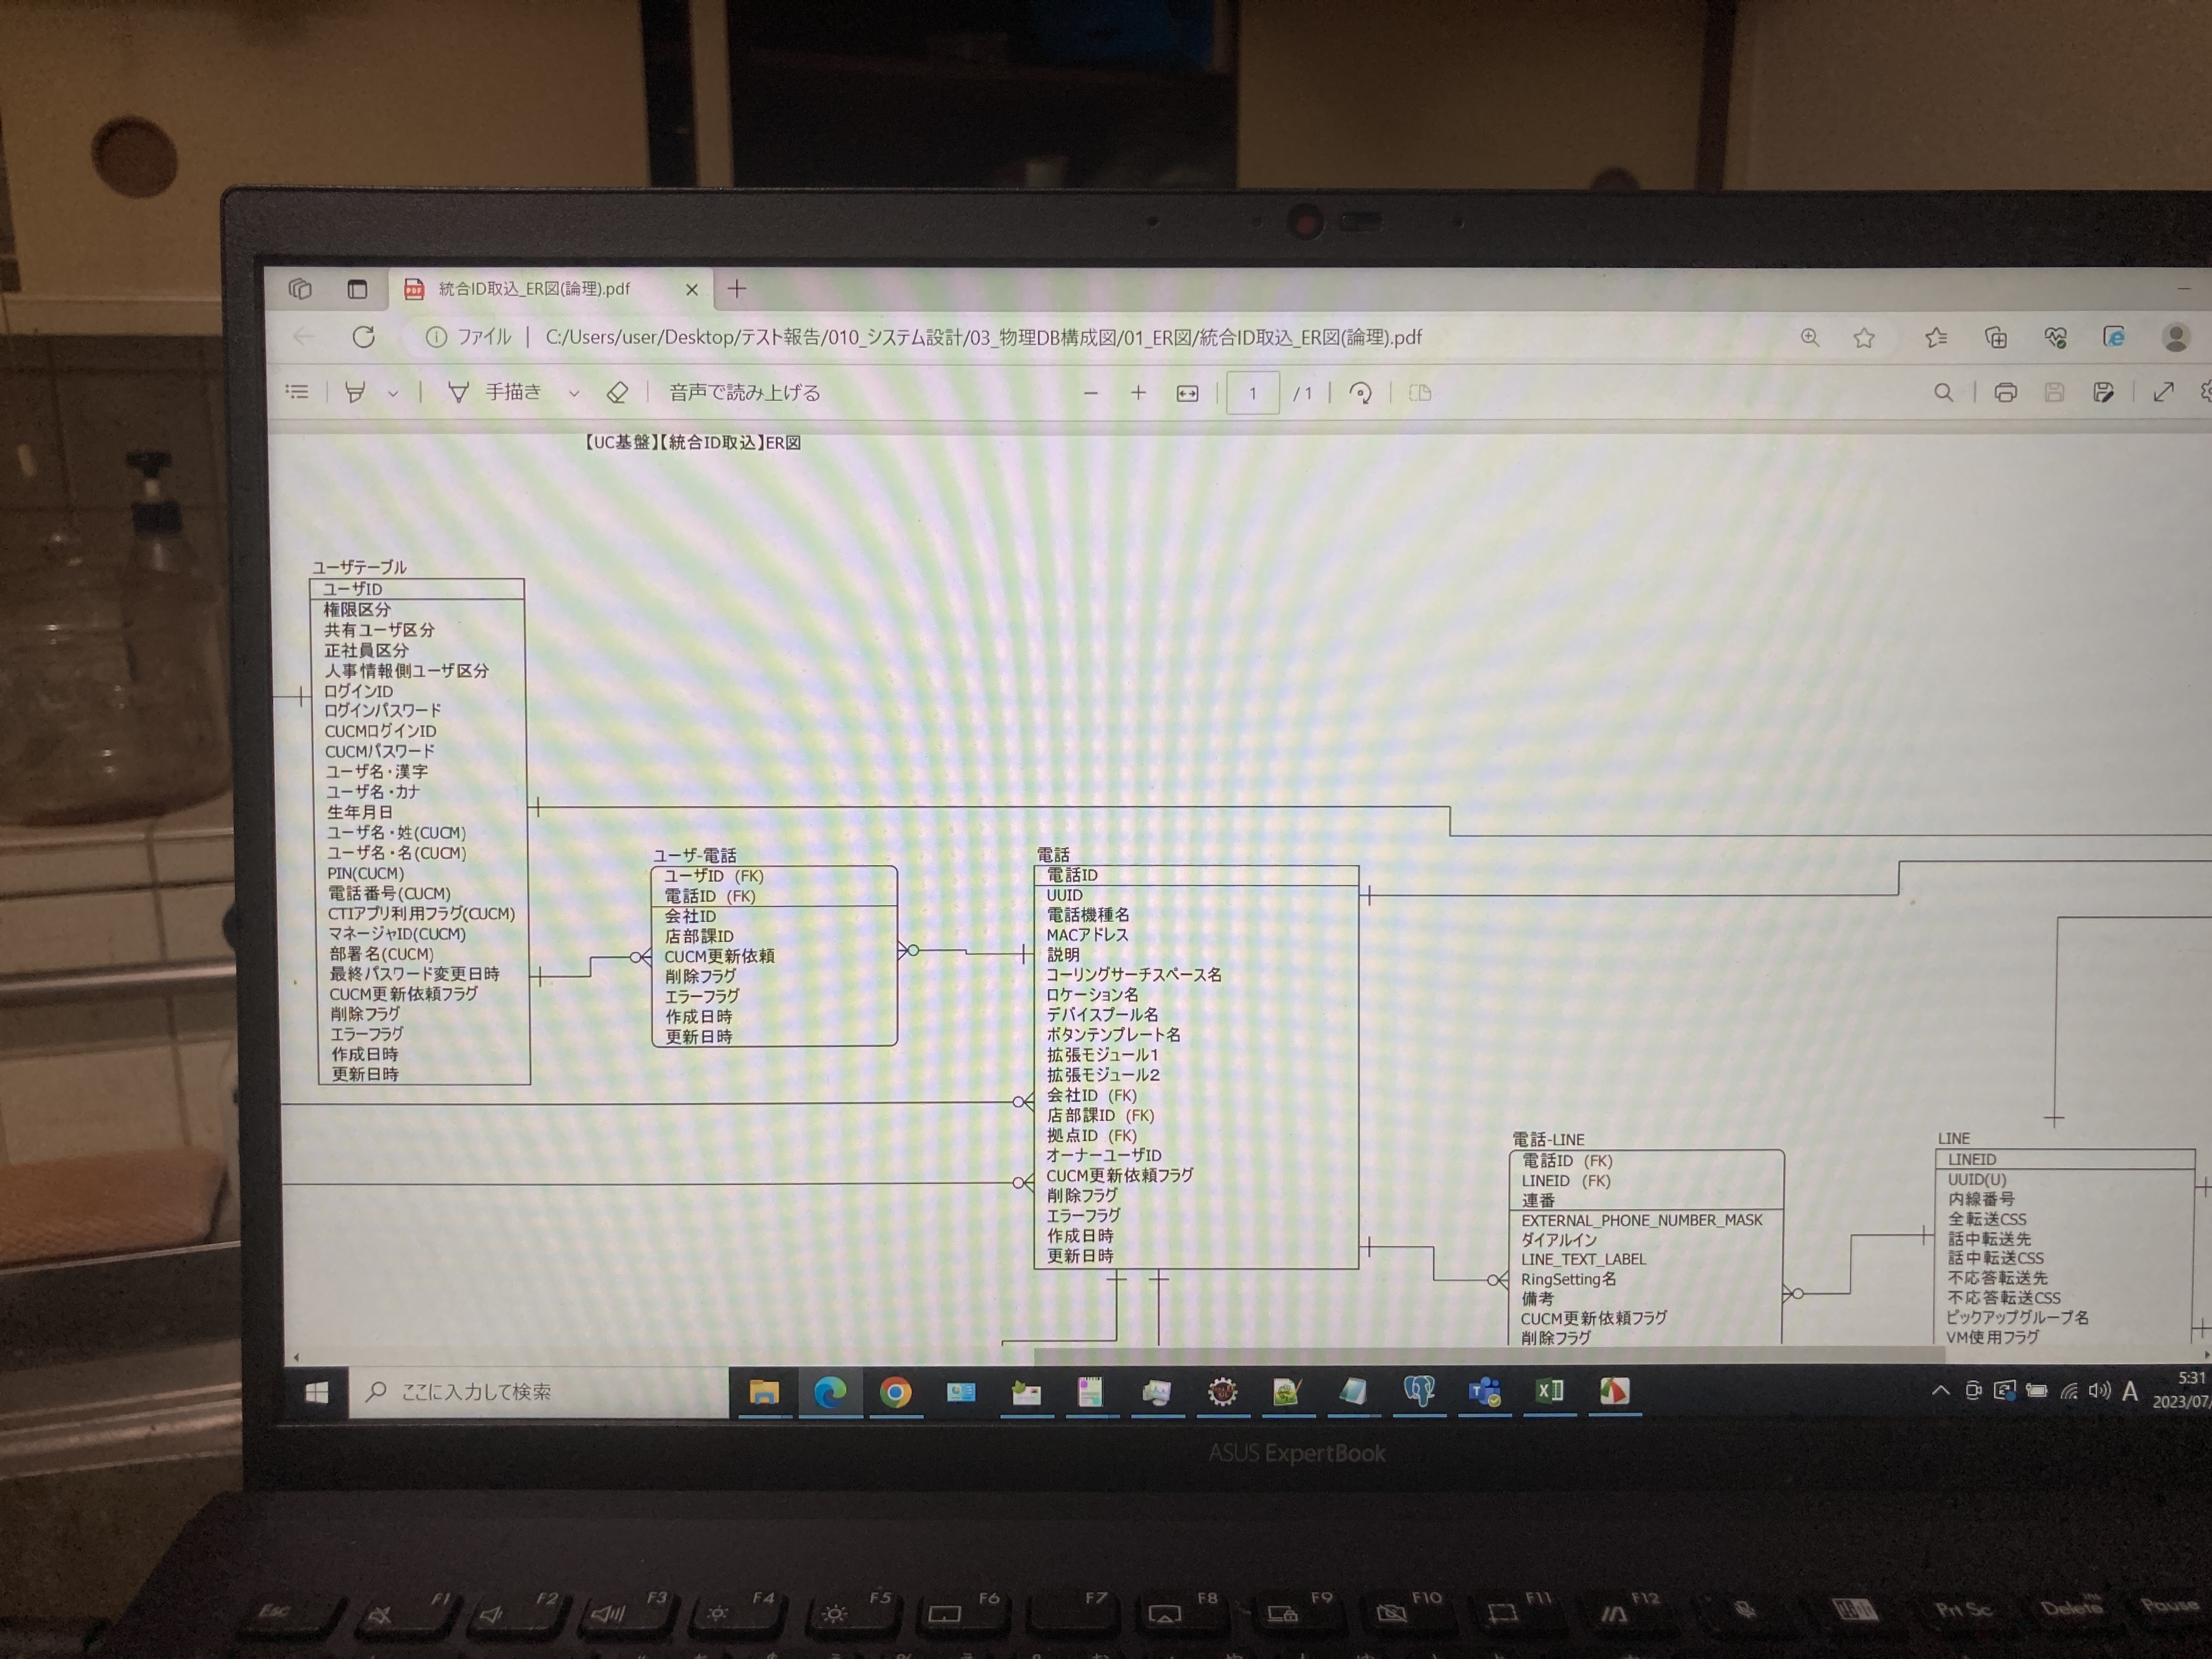 統合ID取込_ER図(論理).pdf
ファイル | C:/Users/user/Desktop/テスト報告/010_システム設計/03_物理DB構成図/01_ER図/統合ID取込_ER図(論理).pdf
手描き 音声で読み上げる 1 / 1
【UC基盤】【統合ID取込】ER図
ユーザテーブル
ユーザID
権限区分
共有ユーザ区分
正社員区分
人事情報側ユーザ区分
ログインID
ログインパスワード
CUCMログインID
CUCMパスワード
ユーザ名・漢字
ユーザ名・カナ
生年月日
ユーザ名・姓(CUCM)
ユーザ名・名(CUCM)
PIN(CUCM)
電話番号(CUCM)
CTIアプリ利用フラグ(CUCM)
マネージャID(CUCM)
部署名(CUCM)
最終パスワード変更日時
CUCM更新依頼フラグ
削除フラグ
エラーフラグ
作成日時
更新日時
ユーザ-電話
ユーザID (FK)
電話ID (FK)
会社ID
店部課ID
CUCM更新依頼
削除フラグ
エラーフラグ
作成日時
更新日時
電話
電話ID
UUID
電話機種名
MACアドレス
説明
コーリングサーチスペース名
ロケーション名
デバイスプール名
ボタンテンプレート名
拡張モジュール1
拡張モジュール2
会社ID (FK)
店部課ID (FK)
拠点ID (FK)
オーナーユーザID
CUCM更新依頼フラグ
削除フラグ
エラーフラグ
作成日時
更新日時
電話-LINE
電話ID (FK)
LINEID (FK)
連番
EXTERNAL_PHONE_NUMBER_MASK
ダイアルイン
LINE_TEXT_LABEL
RingSetting名
備考
CUCM更新依頼フラグ
削除フラグ
LINE
LINEID
UUID(U)
内線番号
全転送CSS
話中転送先
話中転送CSS
不応答転送先
不応答転送CSS
ピックアップグループ名
VM使用フラグ
ここに入力して検索
A
5:31
2023/07/
ASUS ExpertBook
Esc F1 F2 F3 F4 F5 F6 F7 F8 F9 F10 F11 F12 Prt Sc Delete Pause